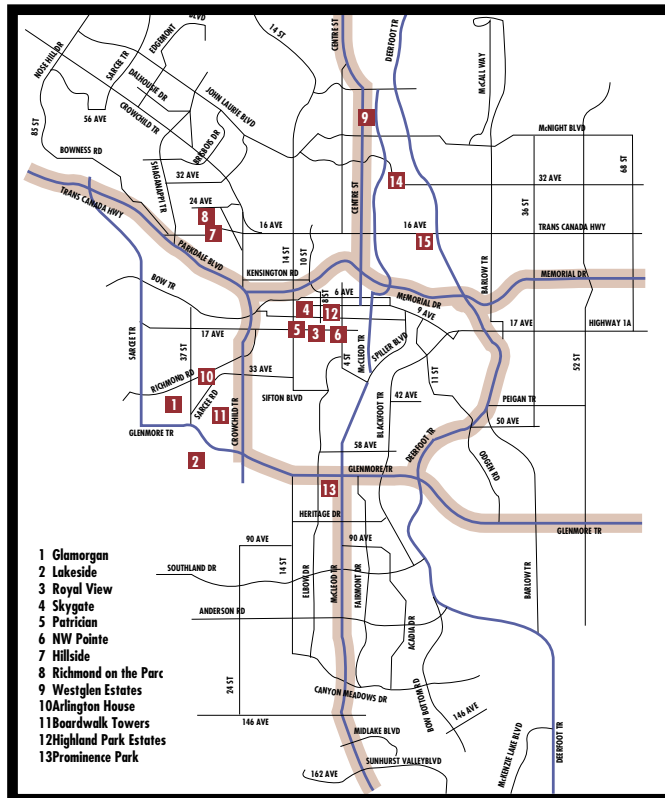 BLVD
14 ST
CENTRE ST
DEERFOOT TR
EDGEMONT
NOSE HILL DR
SARCEE TR
McCALL WAY
DALHOUSIE DR
JOHN LAURIE BLVD
CROWCHILD TR
56 AVE
85 ST
9
McNIGHT BLVD
BRISBOIS DR
BOWNESS RD
SHAGANAPPI TR
68 ST
32 AVE
14
32 AVE
TRANS CANADA HWY
24 AVE
8
CENTRE ST
36 ST
7
16 AVE
16 AVE
TRANS CANADA HWY
15
PARKDALE BLVD
14 ST
10 ST
BARLOW TR
KENSINGTON RD
MEMORIAL DR
BOW TR
6 AVE
8 ST
MEMORIAL DR
4
12
9 AVE
SARCEE TR
17 AVE
5
3
6
17 AVE
HIGHWAY 1A
37 ST
4 ST
McCLEOD TR
SPILLER BLVD
52 ST
RICHMOND RD
10
33 AVE
11 ST
1
SARCEE RD
SIFTON BLVD
42 AVE
PEIGAN TR
11
CROWCHILD TR
BLACKFOOT TR
50 AVE
GLENMORE TR
58 AVE
DEERFOOT TR
2
GLENMORE TR
ODGEN RD
13
HERITAGE DR
GLENMORE TR
90 AVE
14 ST
90 AVE
SOUTHLAND DR
ELBOW DR
McCLEOD TR
FAIRMONT DR
BARLOW TR
ANDERSON RD
ACADIA DR
24 ST
CANYON MEADOWS DR
BOW BOTTOM RD
146 AVE
146 AVE
MIDLAKE BLVD
McKENZIE LAKE BLVD
DEERFOOT TR
SUNHURST VALLEYBLVD
162 AVE
1 Glamorgan
2 Lakeside
3 Royal View
4 Skygate
5 Patrician
6 NW Pointe
7 Hillside
8 Richmond on the Parc
9 Westglen Estates
10Arlington House
11Boardwalk Towers
12Highland Park Estates
13Prominence Park